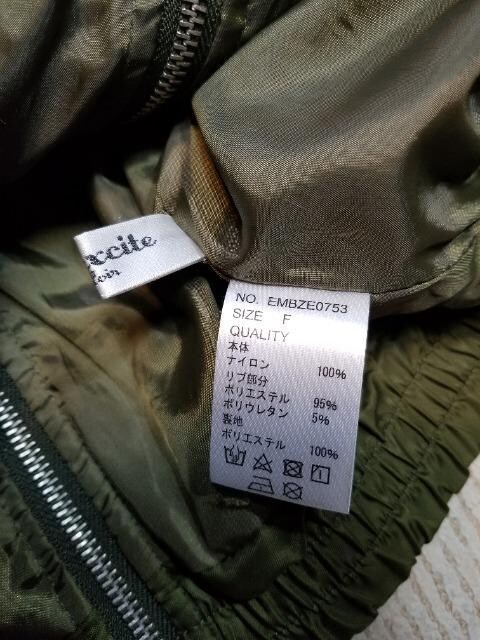 xcite
oir
NO. EMBZE0753
SIZE F
QUALITY
本体
ナイロン 100%
リブ部分
ポリエステル 95%
ポリウレタン 5%
裏地
ポリエステル 100%